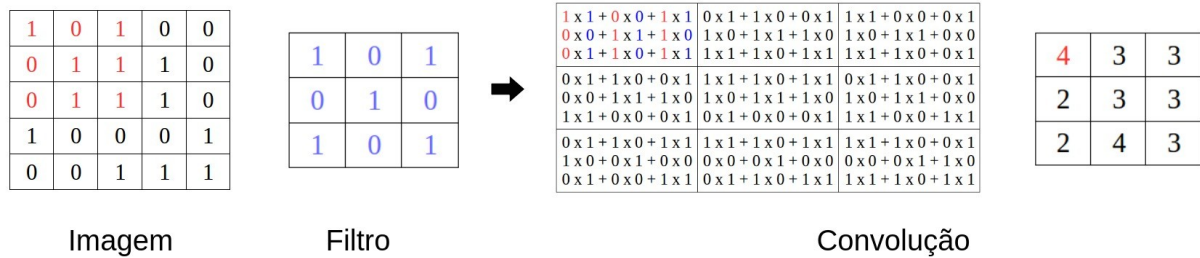 1 0 1 0 0
0 1 1 1 0
0 1 1 1 0
1 0 0 0 1
0 0 1 1 1
1 0 1
0 1 0
1 0 1
1 x 1 + 0 x 0 + 1 x 1 0 x 1 + 1 x 0 + 0 x 1 1 x 1 + 0 x 0 + 0 x 1
0 x 0 + 1 x 1 + 1 x 0 1 x 0 + 1 x 1 + 1 x 0 1 x 0 + 1 x 1 + 0 x 0
0 x 1 + 1 x 0 + 1 x 1 1 x 1 + 1 x 0 + 1 x 1 1 x 1 + 1 x 0 + 0 x 1
0 x 1 + 1 x 0 + 0 x 1 1 x 1 + 1 x 1 + 0 x 1 0 x 1 + 1 x 0 + 0 x 1
0 x 0 + 1 x 1 + 1 x 0 1 x 0 + 1 x 1 + 1 x 0 1 x 0 + 1 x 1 + 0 x 0
1 x 1 + 0 x 0 + 0 x 1 0 x 1 + 0 x 0 + 0 x 1 1 x 1 + 0 x 0 + 1 x 1
0 x 1 + 1 x 0 + 1 x 1 1 x 1 + 1 x 0 + 1 x 1 1 x 1 + 1 x 0 + 0 x 1
1 x 0 + 0 x 1 + 0 x 0 0 x 0 + 0 x 1 + 0 x 0 0 x 0 + 0 x 1 + 1 x 0
0 x 1 + 0 x 0 + 1 x 1 0 x 1 + 1 x 0 + 1 x 1 1 x 1 + 1 x 0 + 1 x 1
4 3 3
2 3 3
2 4 3
Imagem
Filtro
Convolução